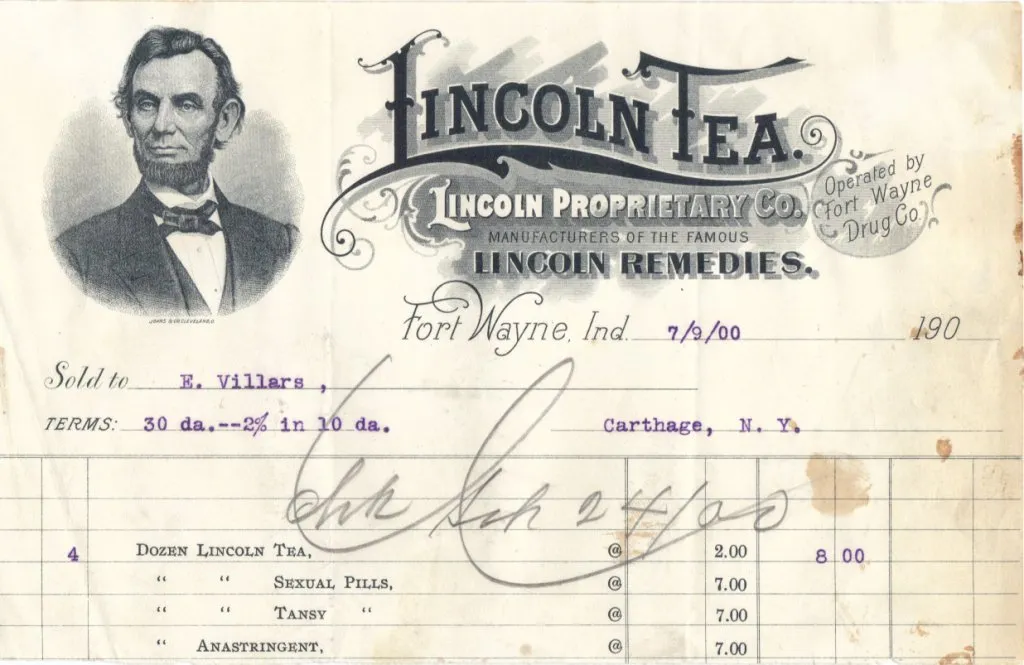 LINCOLN TEA.
LINCOLN PROPRIETARY CO.
MANUFACTURERS OF THE FAMOUS
LINCOLN REMEDIES.
Operated by
Fort Wayne
Drug Co.
Fort Wayne, Ind. 7/9/00 190
Sold to E. Villars ,
TERMS: 30 da.--2% in 10 da.
Carthage, N. Y.
24/00
4 DOZEN LINCOLN TEA, @ 2.00 8 00
“ “ SEXUAL PILLS, @ 7.00
“ “ TANSY “ @ 7.00
“ ANASTRINGENT, @ 7.00